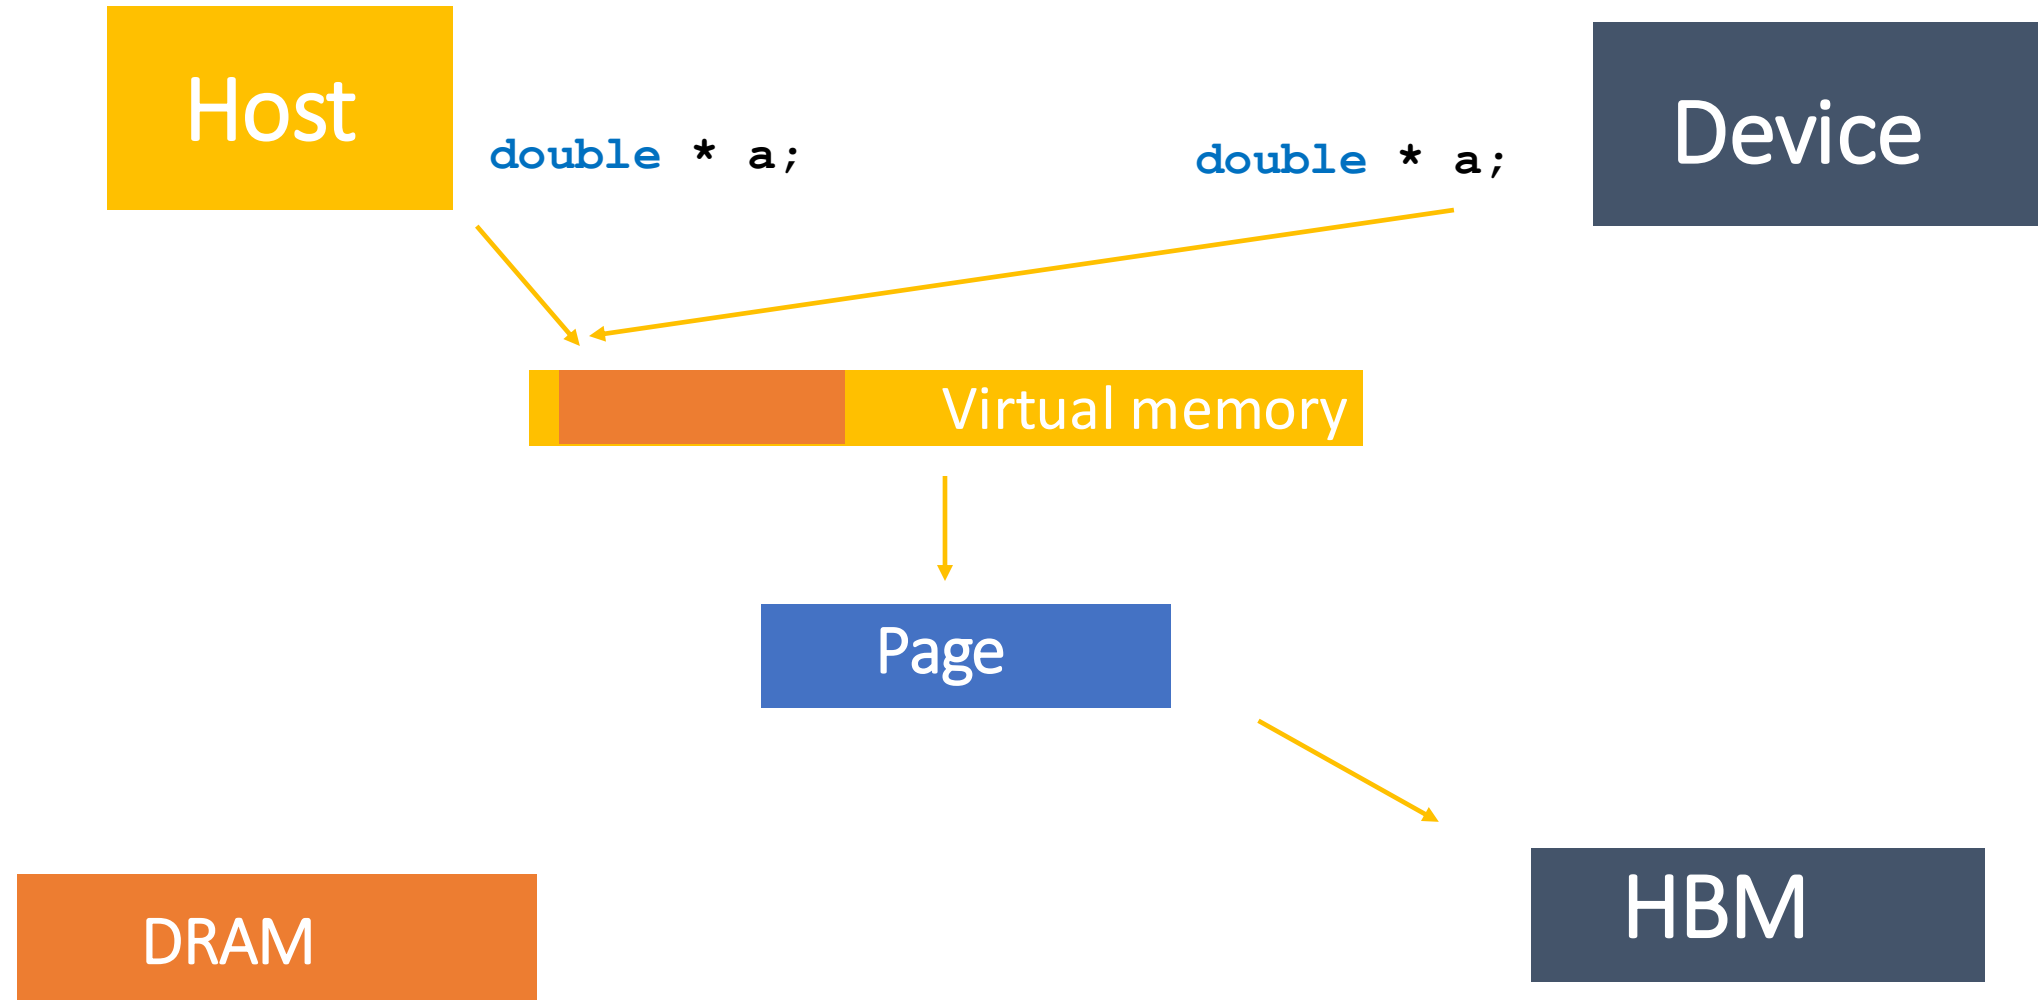 Host
double * a;
double * a;
Device
Virtual memory
Page
DRAM
HBM